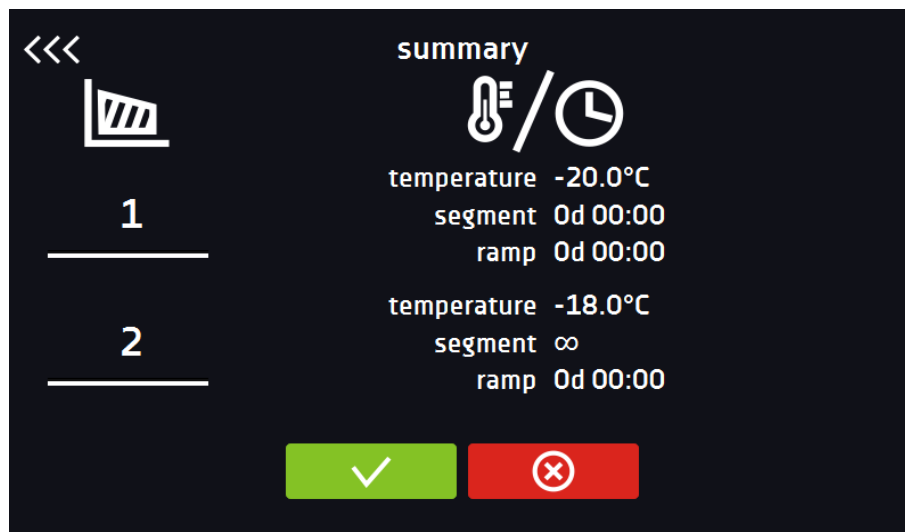 summary
temperature -20.0°C
1
segment 0d 00:00
ramp 0d 00:00
temperature -18.0°C
2
segment ∞
ramp 0d 00:00